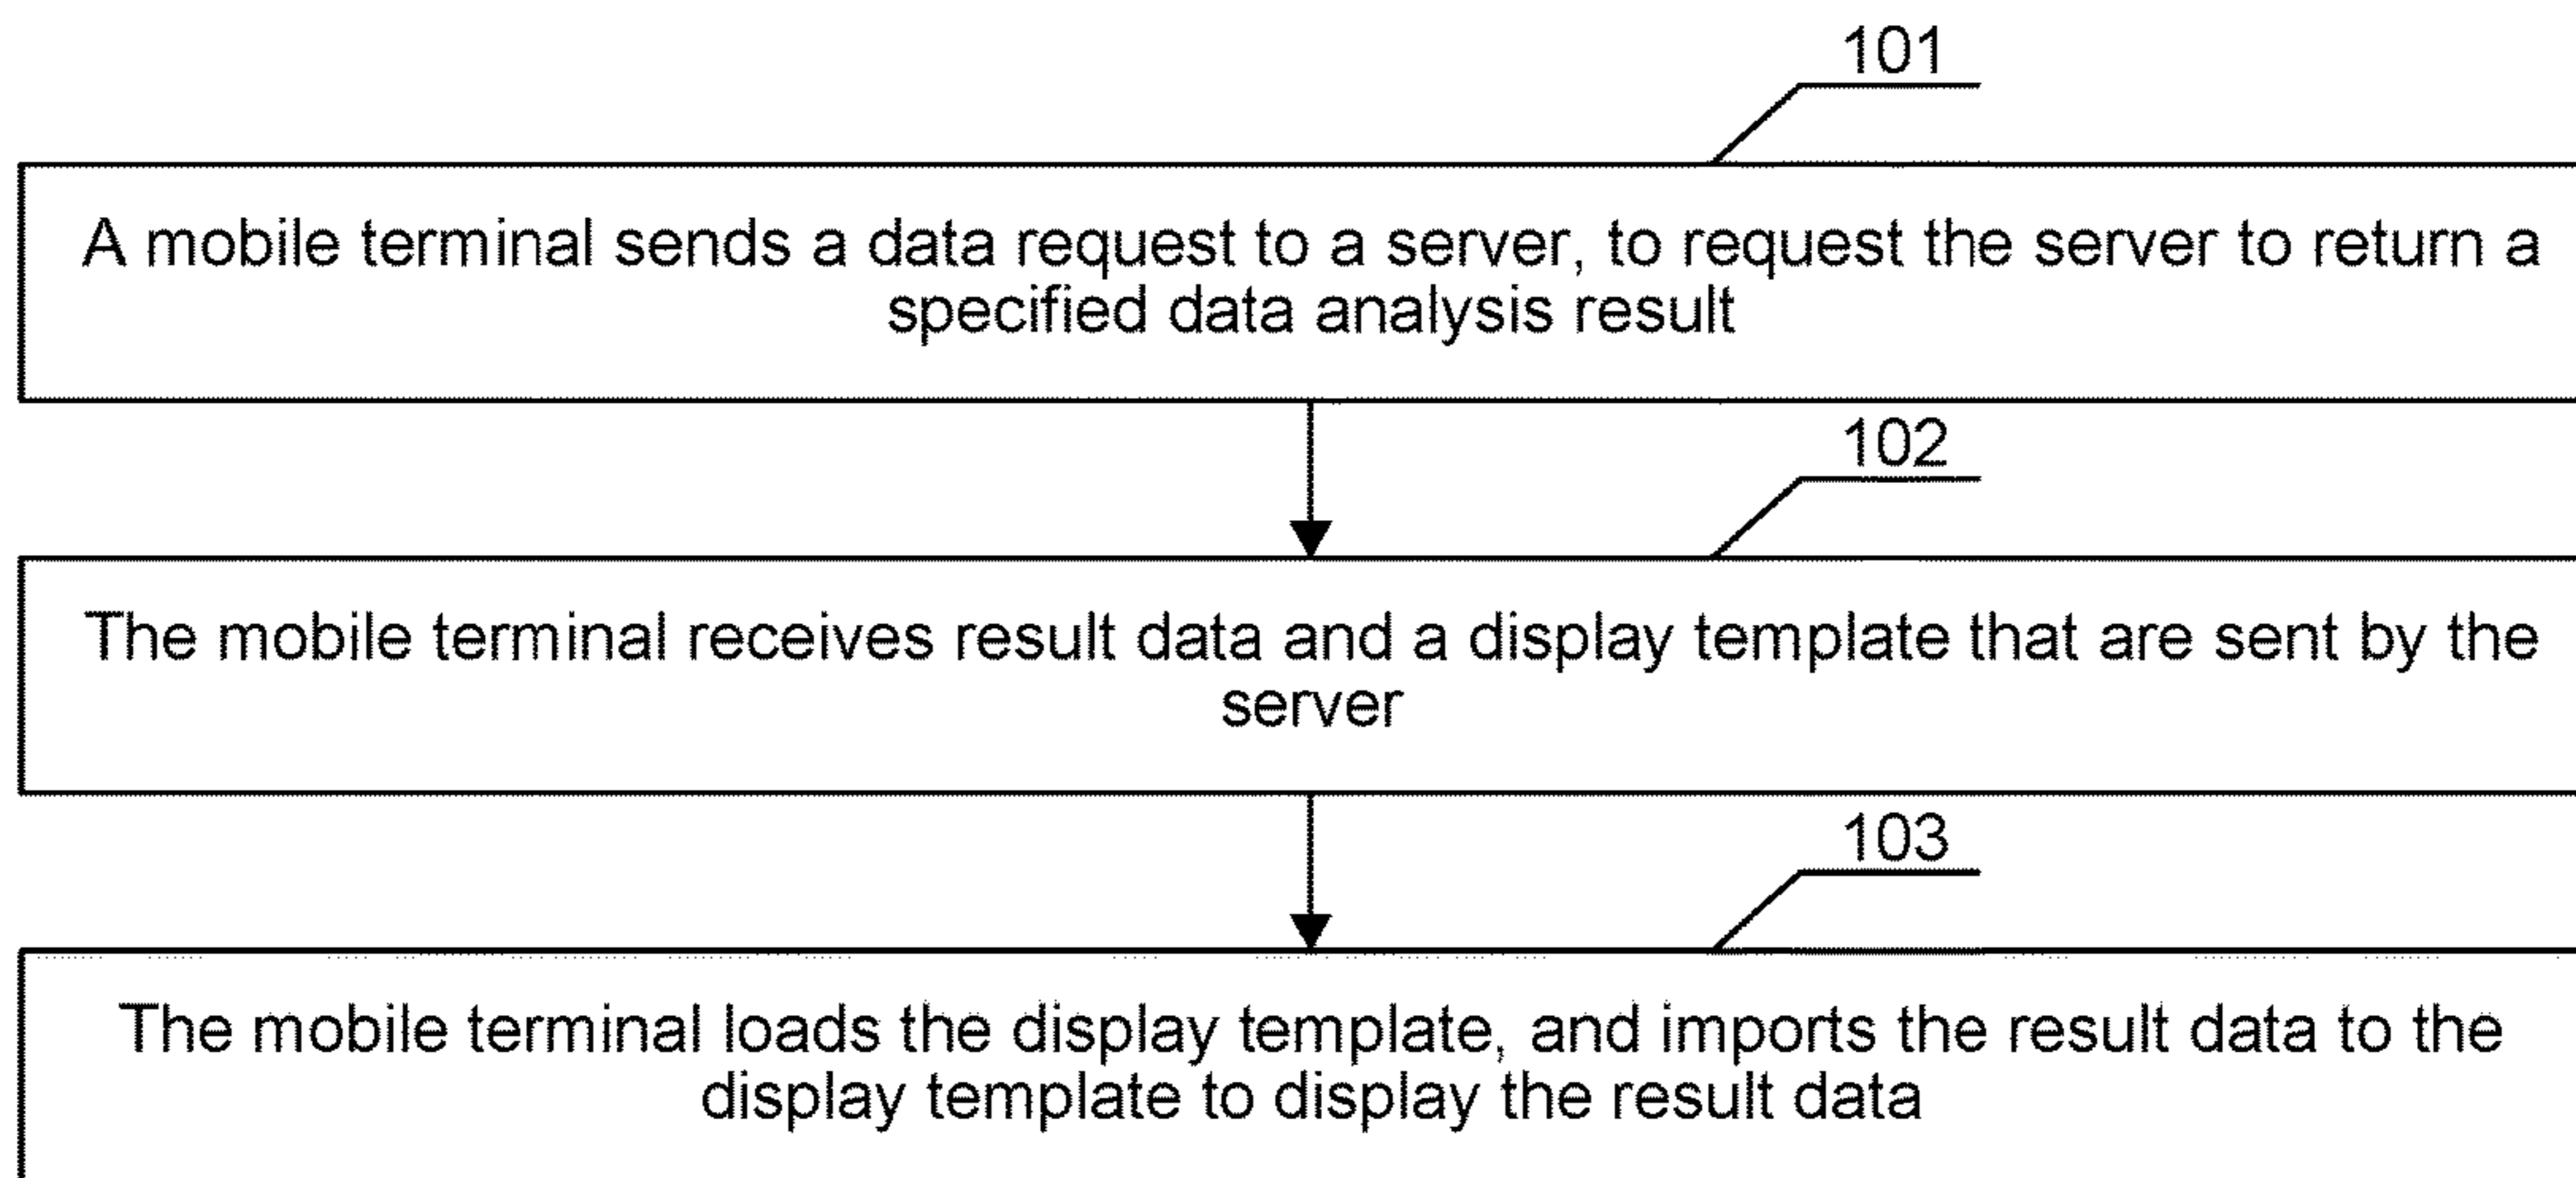 101
A mobile terminal sends a data request to a server, to request the server to return a
specified data analysis result
102
The mobile terminal receives result data and a display template that are sent by the
server
103
The mobile terminal loads the display template, and imports the result data to the
display template to display the result data